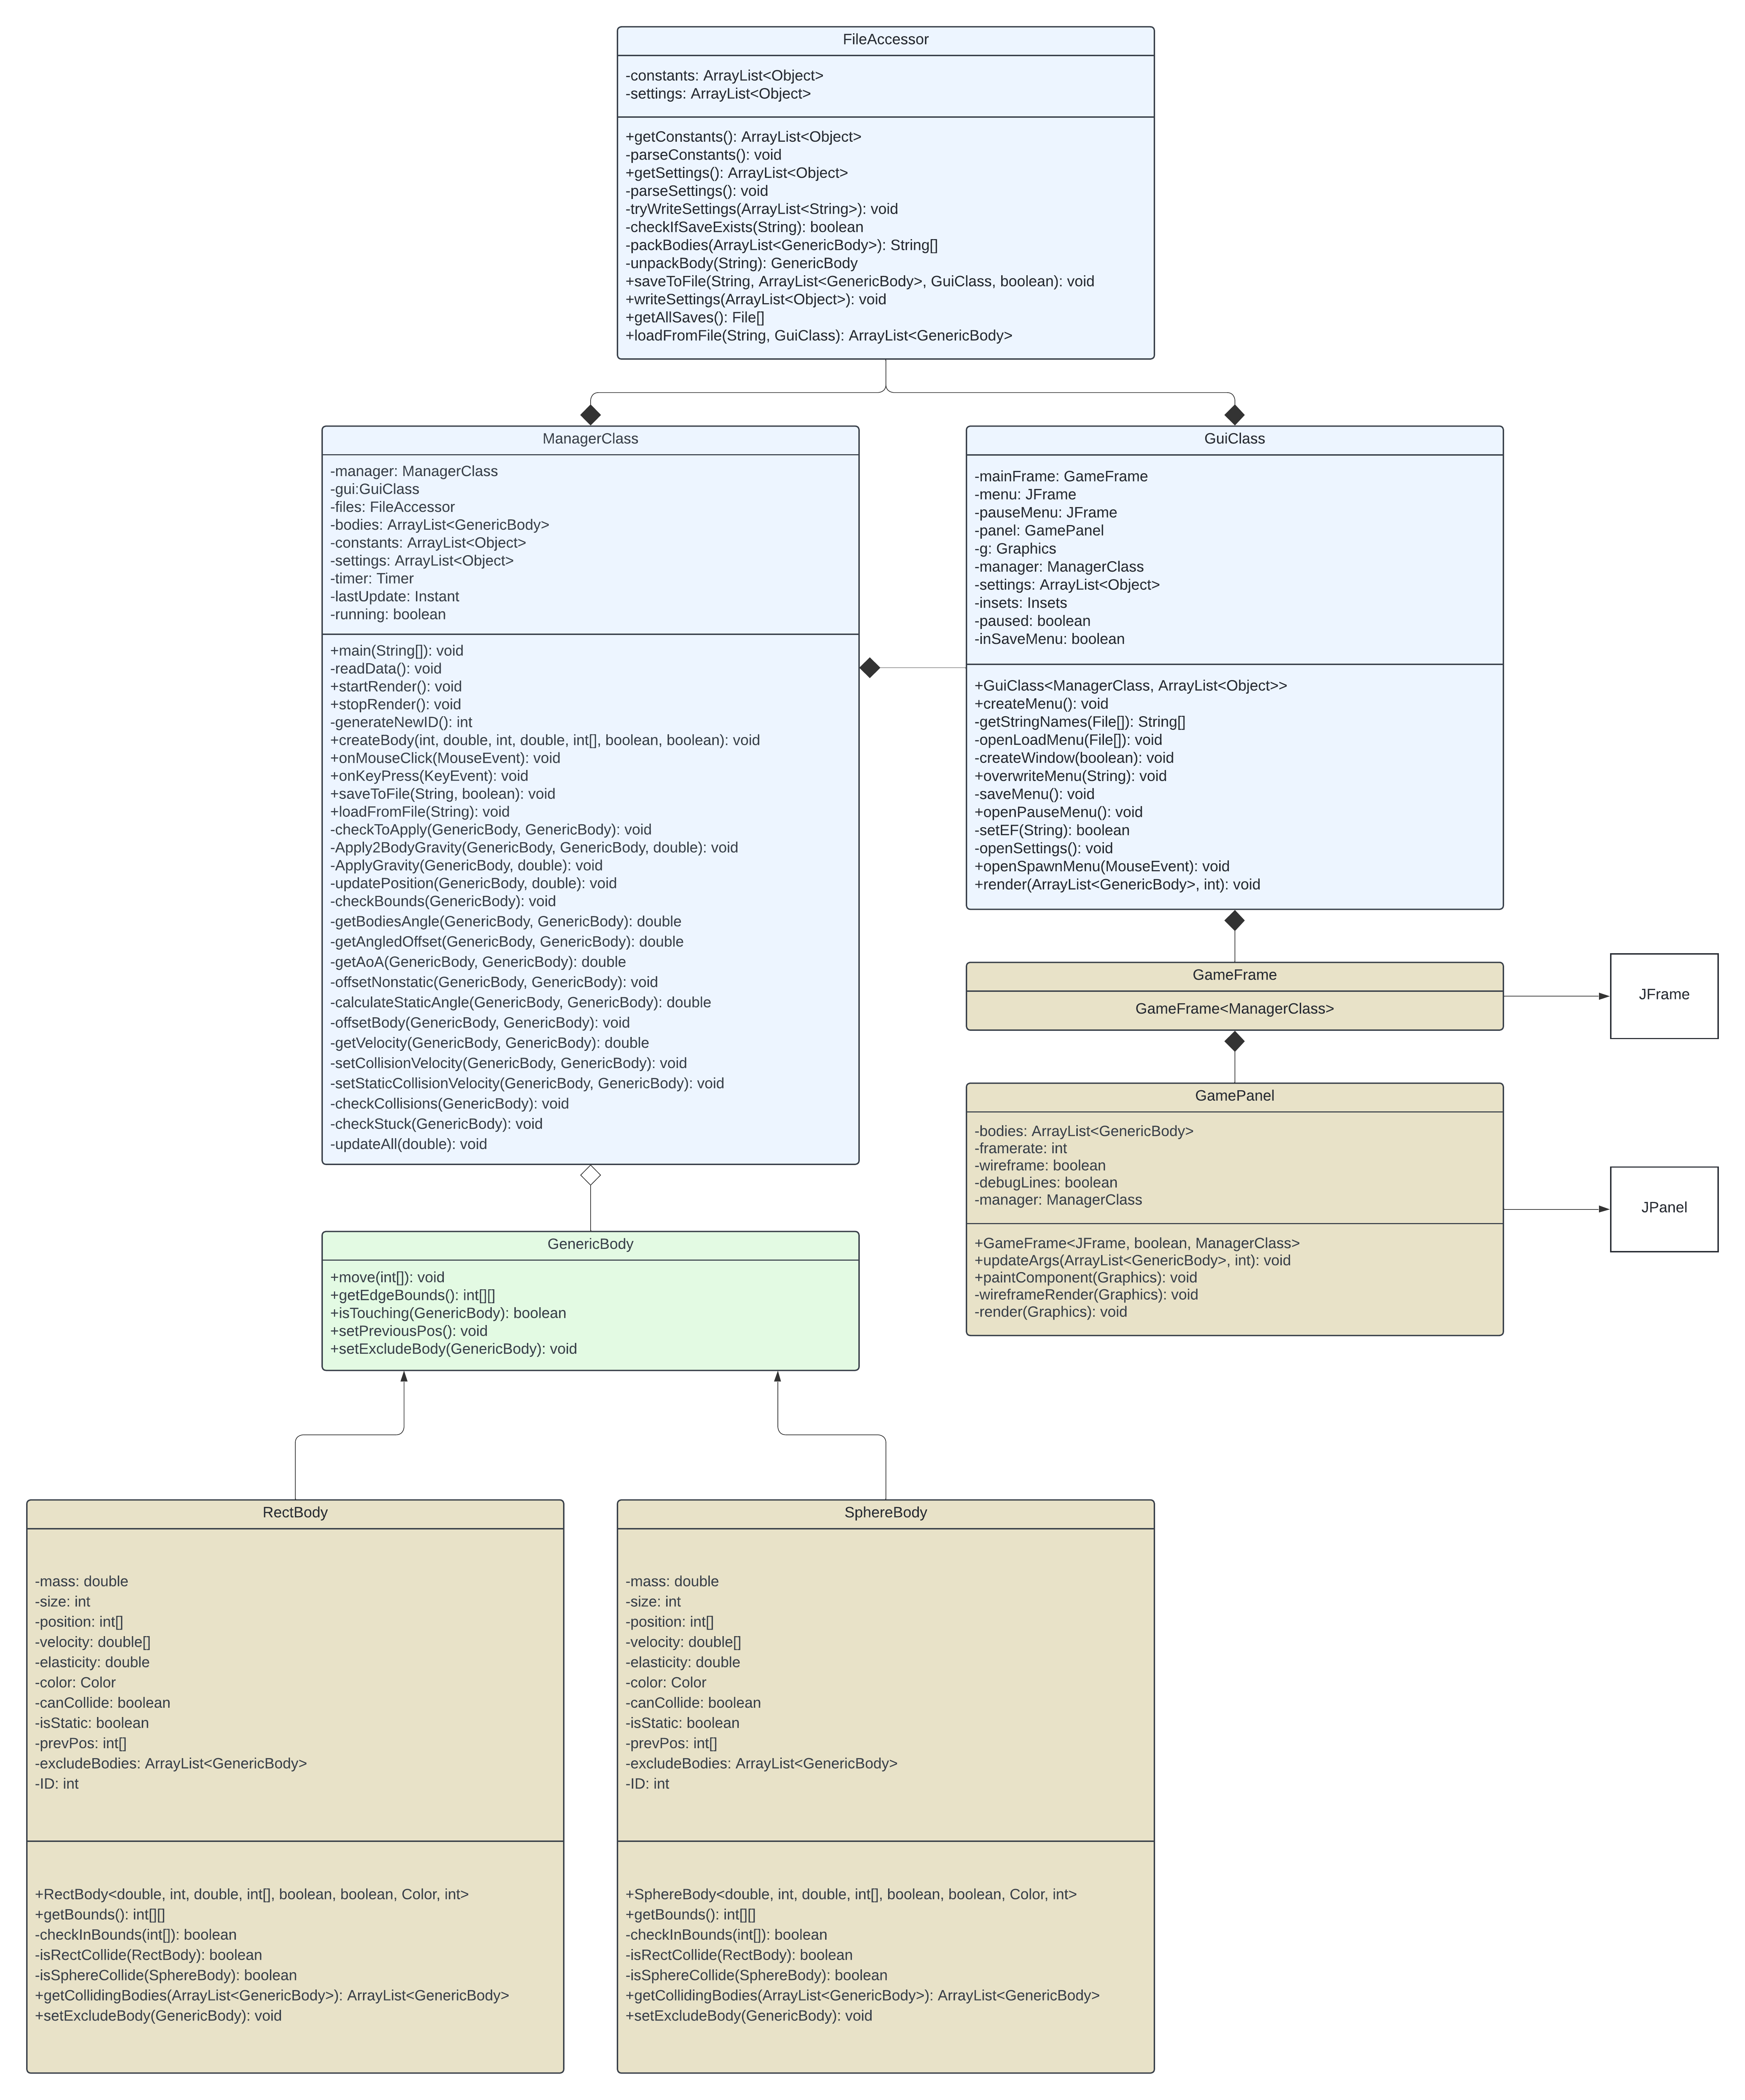 FileAccessor
-constants: ArrayList<Object>
-settings: ArrayList<Object>
+getConstants(): ArrayList<Object>
-parseConstants(): void
+getSettings(): ArrayList<Object>
-parseSettings(): void
-tryWriteSettings(ArrayList<String>): void
-checkIfSaveExists(String): boolean
-packBodies(ArrayList<GenericBody>): String[]
-unpackBody(String): GenericBody
+saveToFile(String, ArrayList<GenericBody>, GuiClass, boolean): void
+writeSettings(ArrayList<Object>): void
+getAllSaves(): File[]
+loadFromFile(String, GuiClass): ArrayList<GenericBody>
ManagerClass
-manager: ManagerClass
-gui:GuiClass
-files: FileAccessor
-bodies: ArrayList<GenericBody>
-constants: ArrayList<Object>
-settings: ArrayList<Object>
-timer: Timer
-lastUpdate: Instant
-running: boolean
+main(String[]): void
-readData(): void
+startRender(): void
+stopRender(): void
-generateNewID(): int
+createBody(int, double, int, double, int[], boolean, boolean): void
+onMouseClick(MouseEvent): void
+onKeyPress(KeyEvent): void
+saveToFile(String, boolean): void
+loadFromFile(String): void
-checkToApply(GenericBody, GenericBody): void
-Apply2BodyGravity(GenericBody, GenericBody, double): void
-ApplyGravity(GenericBody, double): void
-updatePosition(GenericBody, double): void
-checkBounds(GenericBody): void
-getBodiesAngle(GenericBody, GenericBody): double
-getAngledOffset(GenericBody, GenericBody): double
-getAoA(GenericBody, GenericBody): double
-offsetNonstatic(GenericBody, GenericBody): void
-calculateStaticAngle(GenericBody, GenericBody): double
-offsetBody(GenericBody, GenericBody): void
-getVelocity(GenericBody, GenericBody): double
-setCollisionVelocity(GenericBody, GenericBody): void
-setStaticCollisionVelocity(GenericBody, GenericBody): void
-checkCollisions(GenericBody): void
-checkStuck(GenericBody): void
-updateAll(double): void
GuiClass
-mainFrame: GameFrame
-menu: JFrame
-pauseMenu: JFrame
-panel: GamePanel
-g: Graphics
-manager: ManagerClass
-settings: ArrayList<Object>
-insets: Insets
-paused: boolean
-inSaveMenu: boolean
+GuiClass<ManagerClass, ArrayList<Object>>
+createMenu(): void
-getStringNames(File[]): String[]
-openLoadMenu(File[]): void
-createWindow(boolean): void
+overwriteMenu(String): void
-saveMenu(): void
+openPauseMenu(): void
-setEF(String): boolean
-openSettings(): void
+openSpawnMenu(MouseEvent): void
+render(ArrayList<GenericBody>, int): void
GameFrame
GameFrame<ManagerClass>
JFrame
GamePanel
-bodies: ArrayList<GenericBody>
-framerate: int
-wireframe: boolean
-debugLines: boolean
-manager: ManagerClass
+GameFrame<JFrame, boolean, ManagerClass>
+updateArgs(ArrayList<GenericBody>, int): void
+paintComponent(Graphics): void
-wireframeRender(Graphics): void
-render(Graphics): void
JPanel
GenericBody
+move(int[]): void
+getEdgeBounds(): int[][]
+isTouching(GenericBody): boolean
+setPreviousPos(): void
+setExcludeBody(GenericBody): void
RectBody
-mass: double
-size: int
-position: int[]
-velocity: double[]
-elasticity: double
-color: Color
-canCollide: boolean
-isStatic: boolean
-prevPos: int[]
-excludeBodies: ArrayList<GenericBody>
-ID: int
+RectBody<double, int, double, int[], boolean, boolean, Color, int>
+getBounds(): int[][]
-checkInBounds(int[]): boolean
-isRectCollide(RectBody): boolean
-isSphereCollide(SphereBody): boolean
+getCollidingBodies(ArrayList<GenericBody>): ArrayList<GenericBody>
+setExcludeBody(GenericBody): void
SphereBody
-mass: double
-size: int
-position: int[]
-velocity: double[]
-elasticity: double
-color: Color
-canCollide: boolean
-isStatic: boolean
-prevPos: int[]
-excludeBodies: ArrayList<GenericBody>
-ID: int
+SphereBody<double, int, double, int[], boolean, boolean, Color, int>
+getBounds(): int[][]
-checkInBounds(int[]): boolean
-isRectCollide(RectBody): boolean
-isSphereCollide(SphereBody): boolean
+getCollidingBodies(ArrayList<GenericBody>): ArrayList<GenericBody>
+setExcludeBody(GenericBody): void